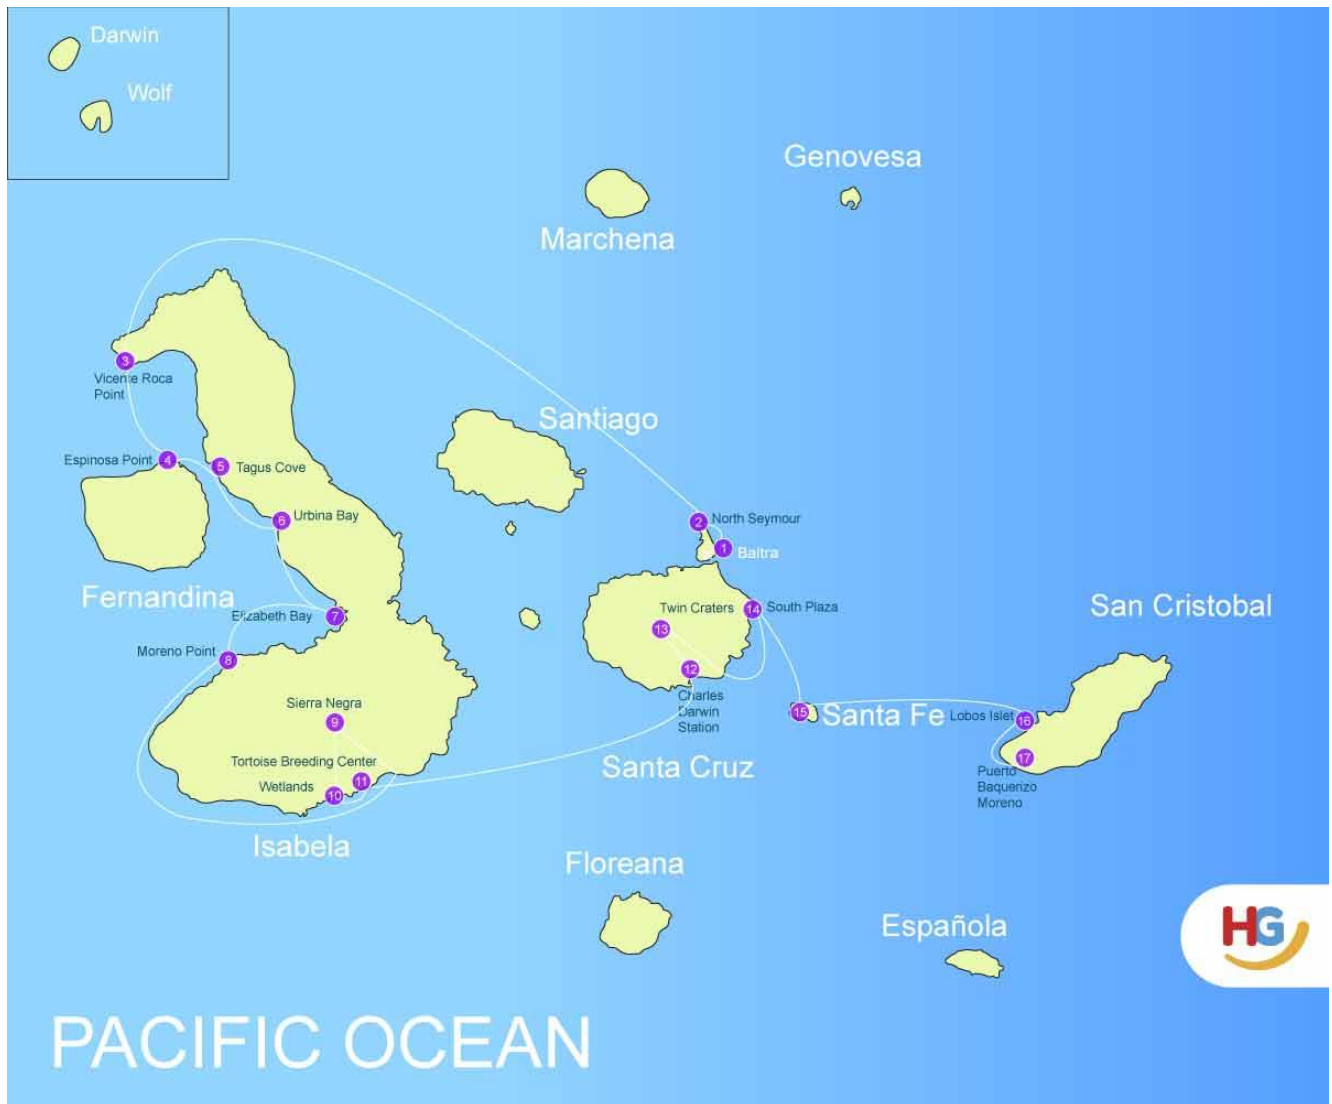 Darwin
Wolf
Genovesa
Marchena
3
Vicente Roca
Point
Santiago
Espinosa Point
4
5
Tagus Cove
6
Urbina Bay
2
North Seymour
1
Baltra
Fernandina
Elizabeth Bay
7
Twin Craters
14
South Plaza
San Cristobal
13
Moreno Point
8
12
Charles
Darwin
Station
Sierra Negra
9
15
Santa Fe
Lobos Islet
16
Tortoise Breeding Center
11
Wetlands
10
Santa Cruz
17
Puerto
Baquerizo
Moreno
Isabela
Floreana
Española
HG
PACIFIC OCEAN